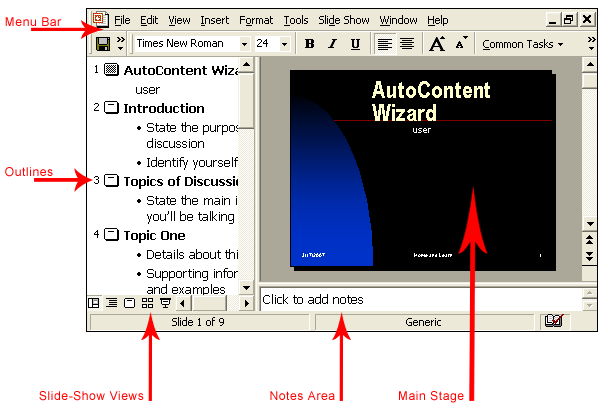 Menu Bar
File Edit View Insert Format Tools Slide Show Window Help
Times New Roman 24 B I U A A Common Tasks
1 AutoContent Wiza
user
2 Introduction
• State the purpos
discussion
• Identify yourself
3 Topics of Discussio
• State the main i
you'll be talking
4 Topic One
• Details about thi
• Supporting infor
and examples
Outlines
AutoContent
Wizard
user
Click to add notes
Slide 1 of 9
Generic
Slide-Show Views
Notes Area
Main Stage